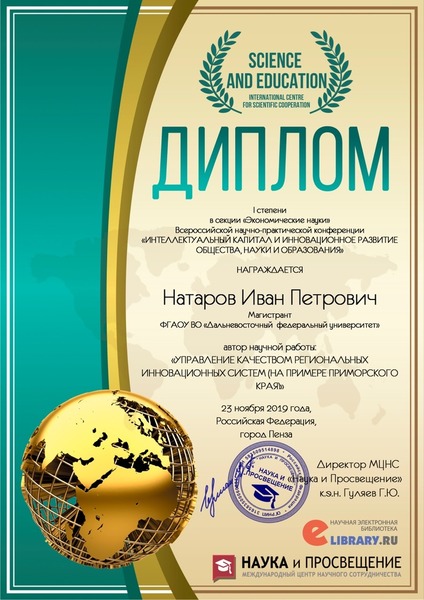 SCIENCE
AND EDUCATION
INTERNATIONAL CENTRE
FOR SCIENTIFIC COOPERATION
ДИПЛОМ
I степени
в секции «Экономические науки»
Всероссийской научно-практической конференции
«ИНТЕЛЛЕКТУАЛЬНЫЙ КАПИТАЛ И ИННОВАЦИОННОЕ РАЗВИТИЕ
ОБЩЕСТВА, НАУКИ И ОБРАЗОВАНИЯ»
НАГРАЖДАЕТСЯ
Натаров Иван Петрович
Магистрант
ФГАОУ ВО «Дальневосточный федеральный университет»
автор научной работы:
«УПРАВЛЕНИЕ КАЧЕСТВОМ РЕГИОНАЛЬНЫХ
ИННОВАЦИОННЫХ СИСТЕМ (НА ПРИМЕРЕ ПРИМОРСКОГО
КРАЯ)»
23 ноября 2019 года,
Российская Федерация,
город Пенза
НАУКА И
ПРОСВЕЩЕНИЕ
Директор МЦНС
«Наука и Просвещение»
к.э.н. Гуляев Г.Ю.
НАУЧНАЯ ЭЛЕКТРОННАЯ
БИБЛИОТЕКА
eLIBRARY.RU
НАУКА и ПРОСВЕЩЕНИЕ
МЕЖДУНАРОДНЫЙ ЦЕНТР НАУЧНОГО СОТРУДНИЧЕСТВА